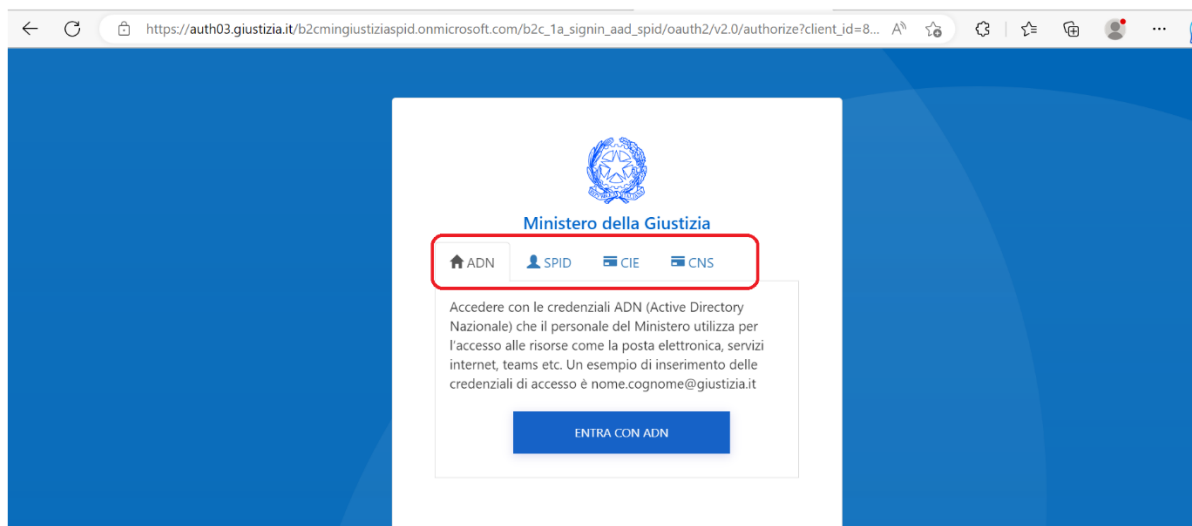 https://auth03.giustizia.it/b2cmingiustiziaspid.onmicrosoft.com/b2c_1a_signin_aad_spid/oauth2/v2.0/authorize?client_id=8...
Ministero della Giustizia
ADN SPID CIE CNS
Accedere con le credenziali ADN (Active Directory
Nazionale) che il personale del Ministero utilizza per
l'accesso alle risorse come la posta elettronica, servizi
internet, teams etc. Un esempio di inserimento delle
credenziali di accesso è nome.cognome@giustizia.it
ENTRA CON ADN